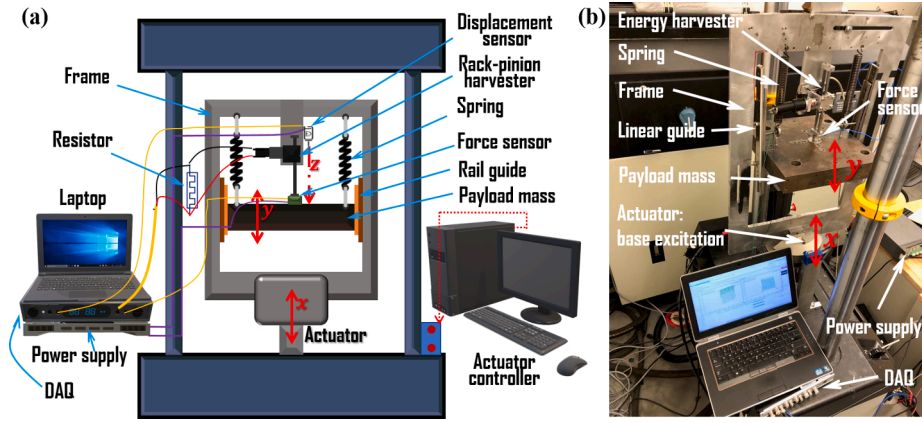 (a)
Displacement
sensor
Rack-pinion
harvester
Spring
Force sensor
Rail guide
Payload mass
Frame
Resistor
Laptop
z
y
x
Actuator
Power supply
DAQ
Actuator
controller
(b)
Energy harvester
Spring
Frame
Linear guide
Payload mass
Actuator:
base excitation
Force
sensor
y
x
Power supply
DAQ